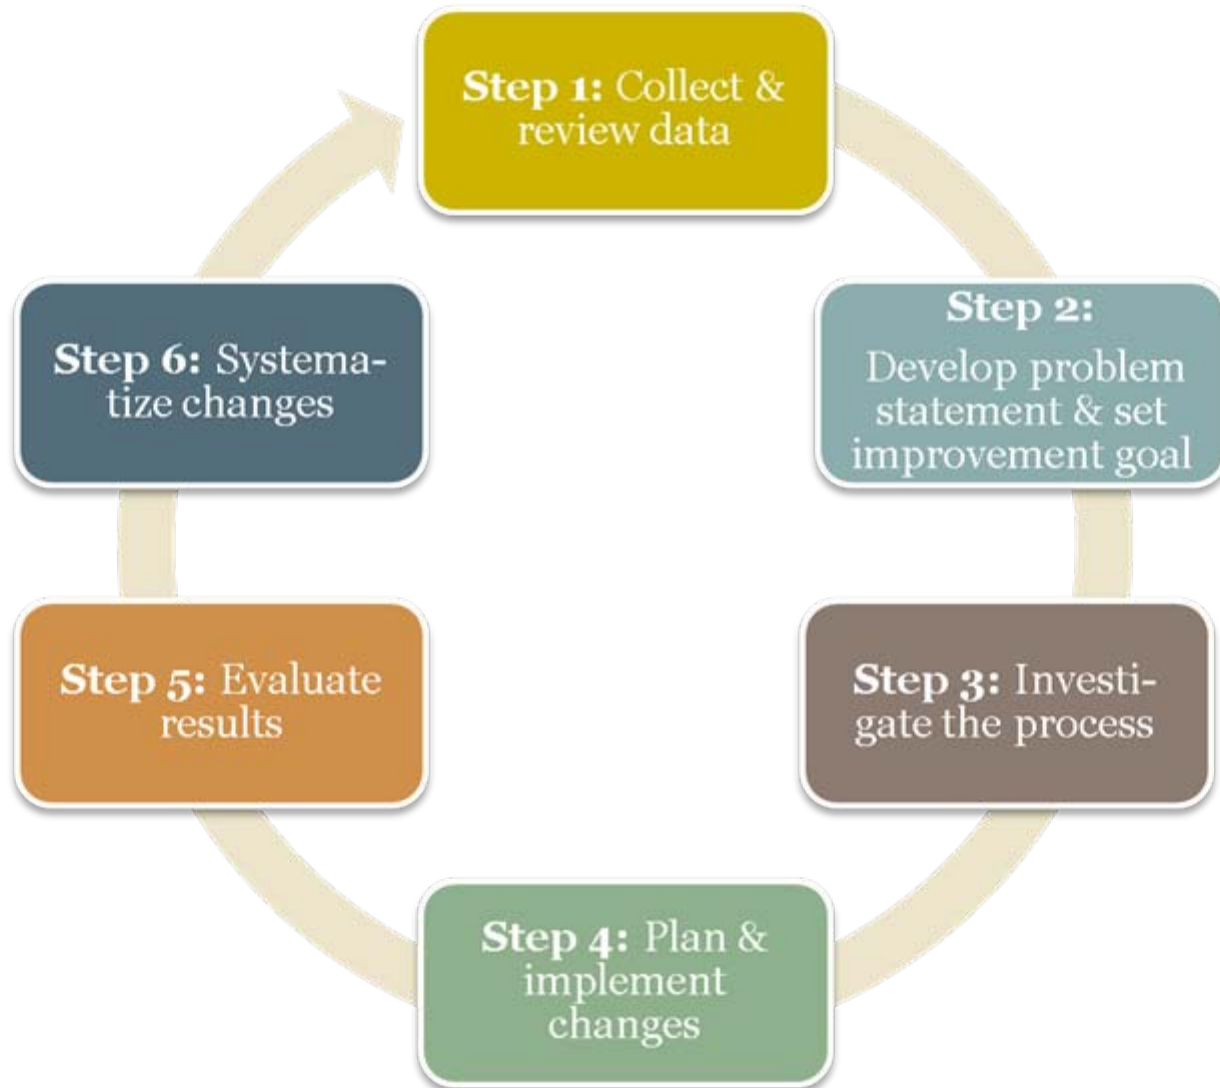 Step 1: Collect &
review data
Step 2:
Develop problem
statement & set
improvement goal
Step 3: Investi-
gate the process
Step 4: Plan &
implement
changes
Step 5: Evaluate
results
Step 6: Systema-
tize changes